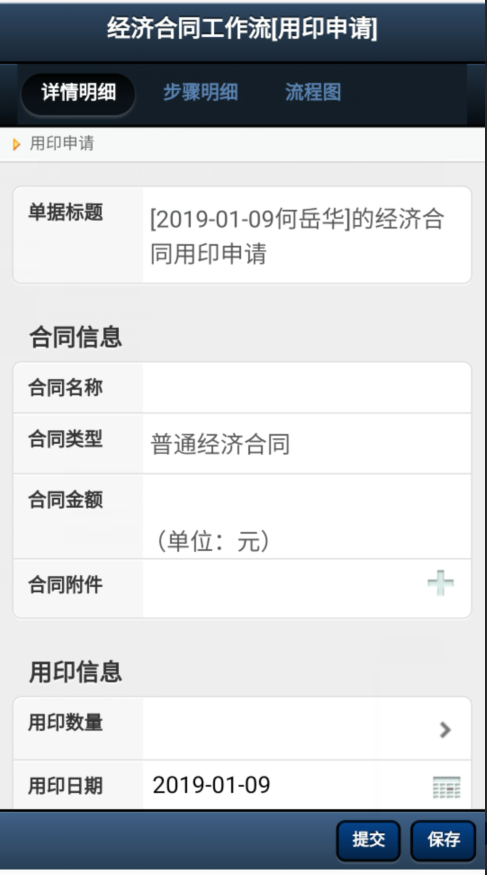 经济合同工作流[用印申请]
详情明细 步骤明细 流程图
用印申请
单据标题 [2019-01-09何岳华]的经济合
同用印申请
合同信息
合同名称
合同类型 普通经济合同
合同金额
（单位：元）
合同附件
用印信息
用印数量
用印日期 2019-01-09
提交 保存